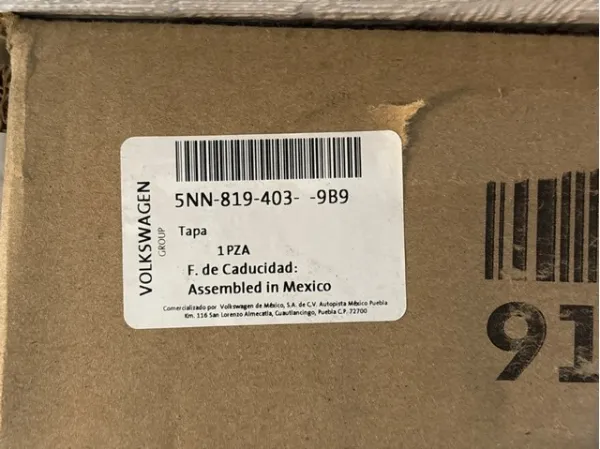 VOLKSWAGEN
GROUP
5NN-819-403- -9B9
Tapa
1 PZA
F. de Caducidad:
Assembled in Mexico
Comercializado por Volkswagen de México, S.A. de C.V. Autopista México Puebla
Km. 116 San Lorenzo Almecatla, Cuautlancingo, Puebla C.P. 72700
91